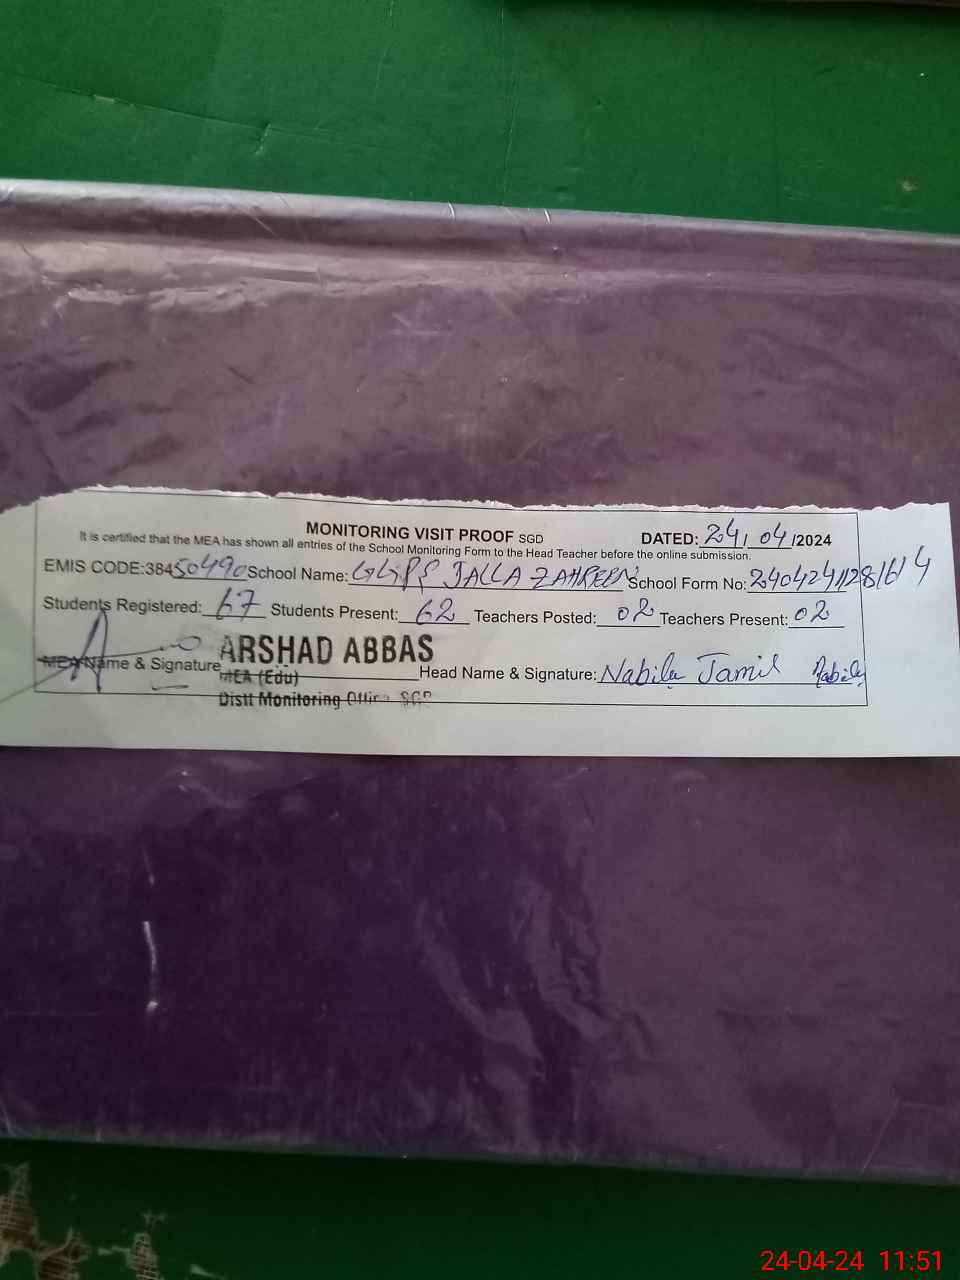 MONITORING VISIT PROOF SGD DATED: 24, 04 /2024
It is certified that the MEA has shown all entries of the School Monitoring Form to the Head Teacher before the online submission.
EMIS CODE:38450490 School Name: GGPS JALLA ZAHREEN School Form No:
Students Registered: 67 Students Present: 62 Teachers Posted: 02 Teachers Present: 02
MEA Name & Signature ARSHAD ABBAS Head Name & Signature: Nabila Jamil Nabila
MEA (Edu)
Distt Monitoring Office SGD
24-04-24 11:51